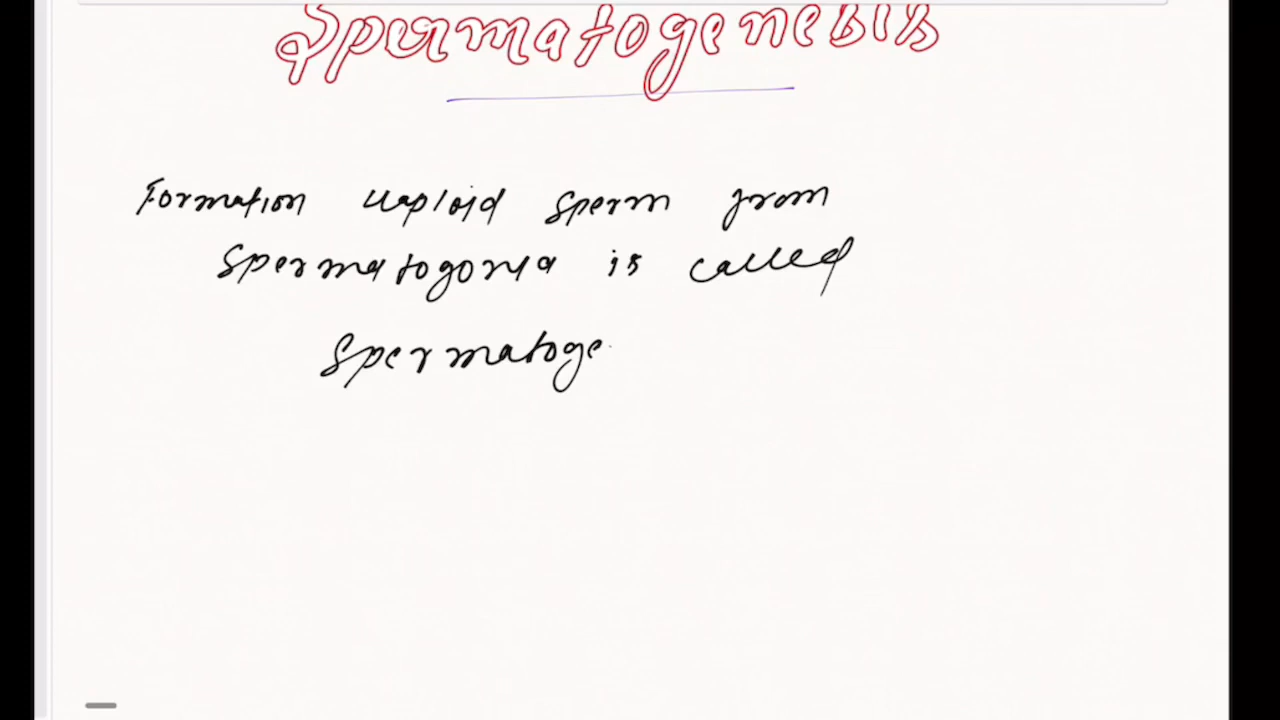 Spermatogenesis
Formation Haploid Sperm from
Spermatogonia is called
Spermatoge